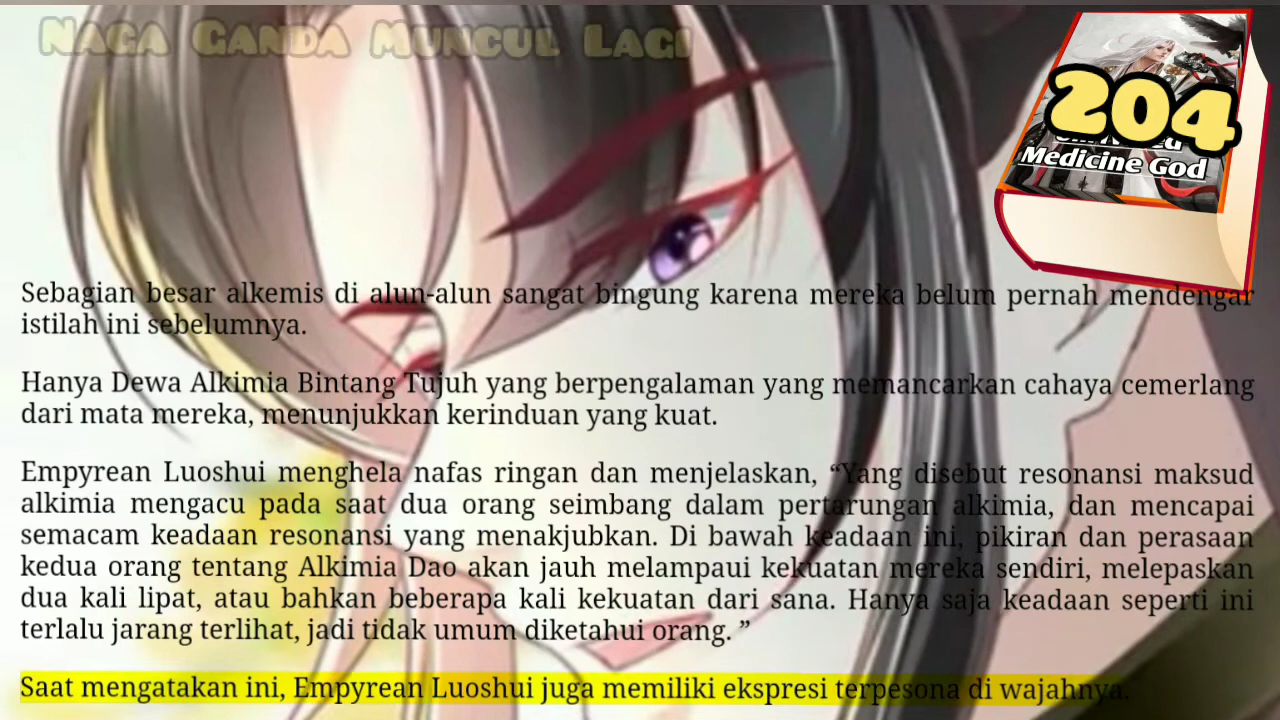 Naga Ganda Muncul Lagi
204
Medicine God
Sebagian besar alkemis di alun-alun sangat bingung karena mereka belum pernah mendengar
istilah ini sebelumnya.
Hanya Dewa Alkimia Bintang Tujuh yang berpengalaman yang memancarkan cahaya cemerlang
dari mata mereka, menunjukkan kerinduan yang kuat.
Empyrean Luoshui menghela nafas ringan dan menjelaskan, “Yang disebut resonansi maksud
alkimia mengacu pada saat dua orang seimbang dalam pertarungan alkimia, dan mencapai
semacam keadaan resonansi yang menakjubkan. Di bawah keadaan ini, pikiran dan perasaan
kedua orang tentang Alkimia Dao akan jauh melampaui kekuatan mereka sendiri, melepaskan
dua kali lipat, atau bahkan beberapa kali kekuatan dari sana. Hanya saja keadaan seperti ini
terlalu jarang terlihat, jadi tidak umum diketahui orang. ”
Saat mengatakan ini, Empyrean Luoshui juga memiliki ekspresi terpesona di wajahnya.